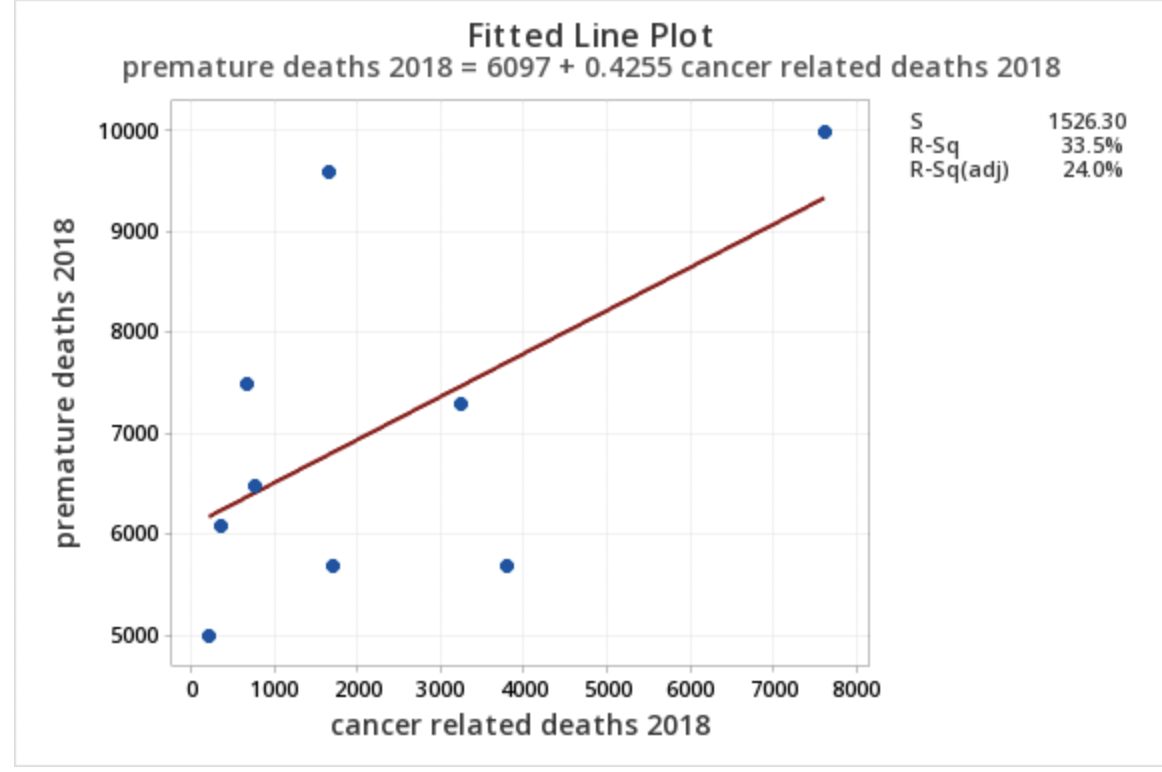 Fitted Line Plot
premature deaths 2018 = 6097 + 0.4255 cancer related deaths 2018
S 1526.30
R-Sq 33.5%
R-Sq(adj) 24.0%
premature deaths 2018
10000
9000
8000
7000
6000
5000
0 1000 2000 3000 4000 5000 6000 7000 8000
cancer related deaths 2018